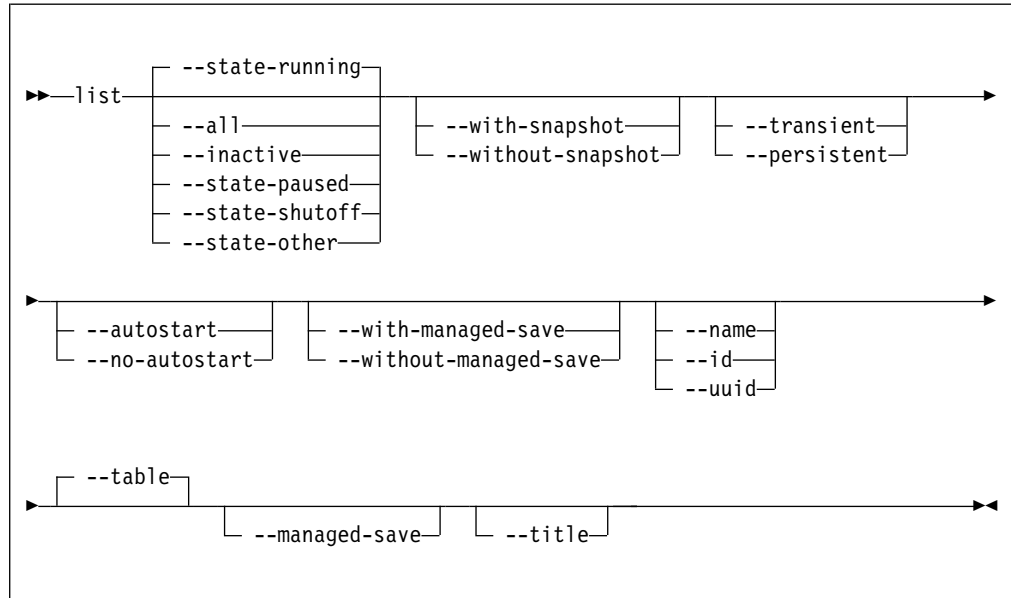 --state-running
list
--all
--inactive
--state-paused
--state-shutoff
--state-other
--with-snapshot
--without-snapshot
--transient
--persistent
--autostart
--no-autostart
--with-managed-save
--without-managed-save
--name
--id
--uuid
--table
--managed-save
--title